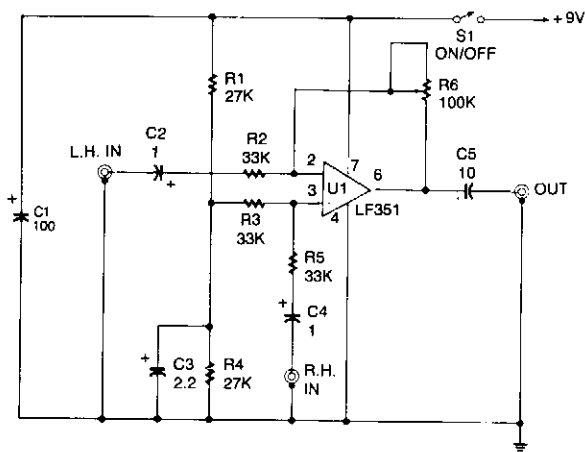 +9V
S1
ON/OFF
R1
27K
R6
100K
C2
1
L.H. IN
+
R2
33K
2
7
6
C5
10
OUT
+
C1
100
U1
3
4
LF351
+
R3
33K
R5
33K
+
C4
1
+
C3
2.2
R4
27K
R.H.
IN